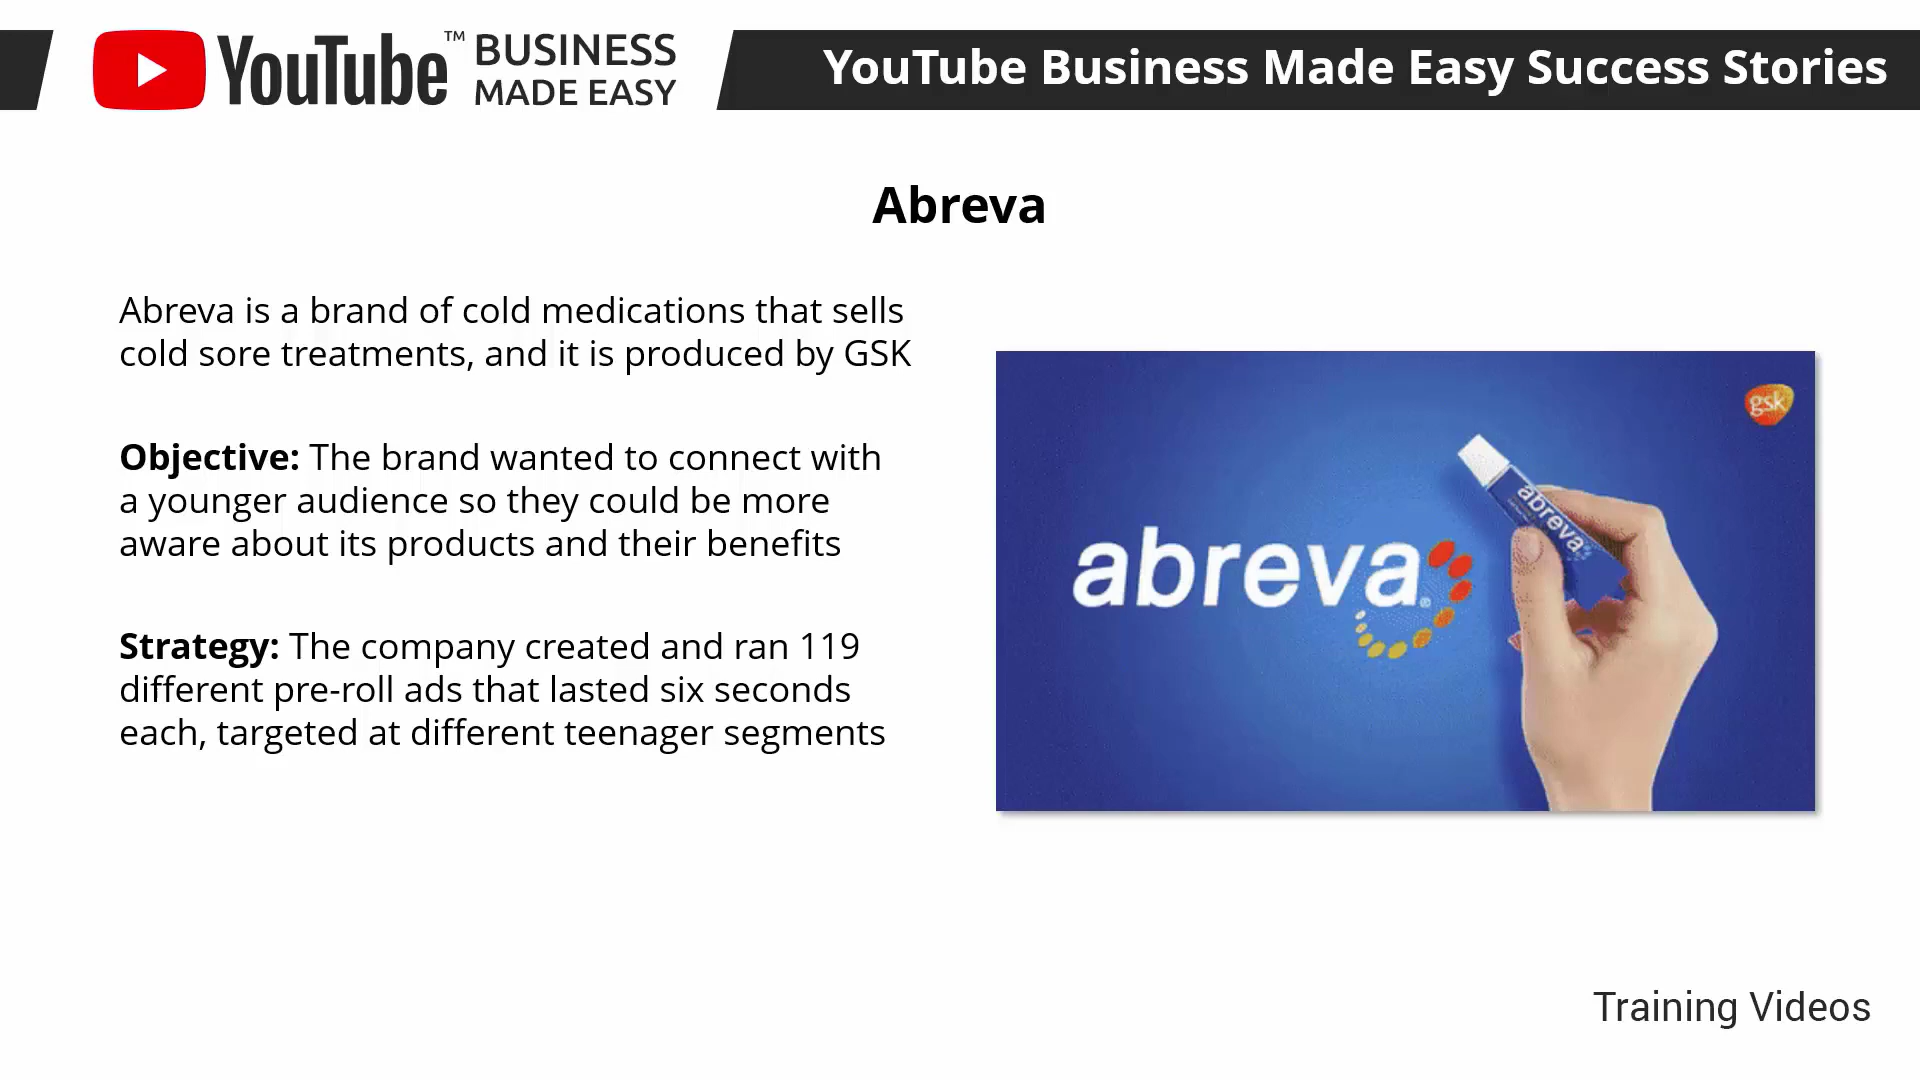 YouTube™ BUSINESS
MADE EASY
YouTube Business Made Easy Success Stories
Abreva
Abreva is a brand of cold medications that sells
cold sore treatments, and it is produced by GSK
Objective: The brand wanted to connect with
a younger audience so they could be more
aware about its products and their benefits
Strategy: The company created and ran 119
different pre-roll ads that lasted six seconds
each, targeted at different teenager segments
gsk
abreva
abreva®
Training Videos